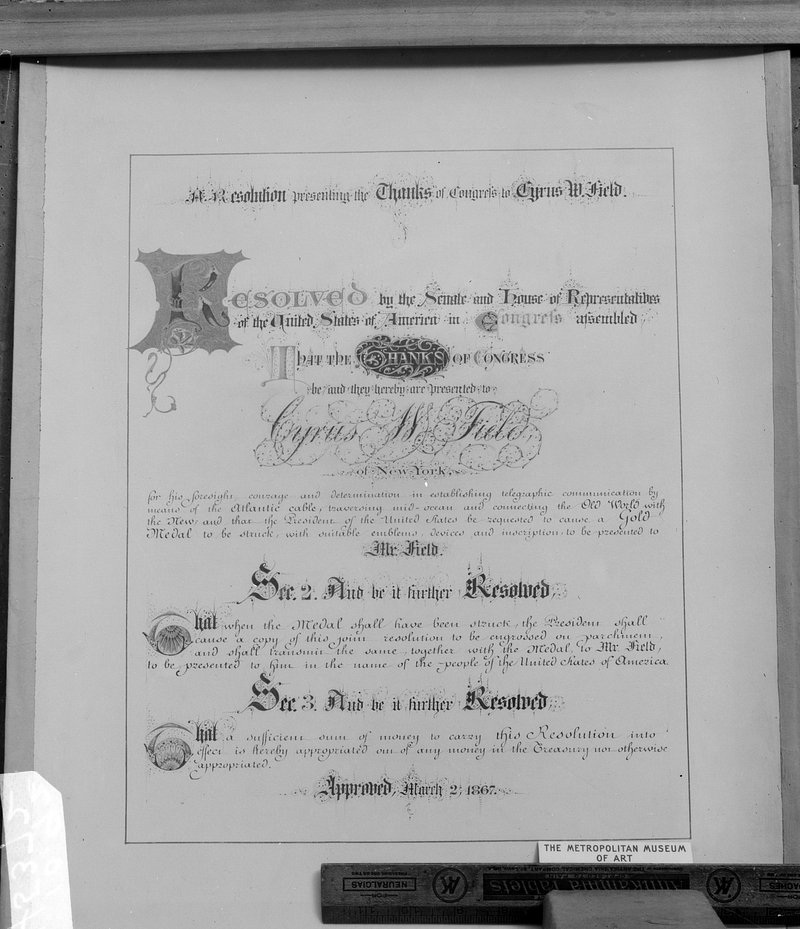 A Resolution presenting the Thanks of Congress to Cyrus W. Field.
Resolved by the Senate and House of Representatives
of the United States of America in Congress assembled
That the Thanks of Congress
be and they hereby are presented to
Cyrus W. Field,
of New York,
for his foresight, courage and determination in establishing telegraphic communication by
means of the Atlantic cable, traversing mid-ocean and connecting the Old World with
the New; and that the President of the United States be requested to cause a Gold
Medal to be struck, with suitable emblems, devices and inscription, to be presented to
Mr. Field.
Sec. 2. And be it further Resolved,
That when the Medal shall have been struck, the President shall
cause a copy of this joint resolution to be engrossed on parchment,
and shall transmit the same, together with the Medal, to Mr. Field,
to be presented to him in the name of the people of the United States of America.
Sec. 3. And be it further Resolved,
That a sufficient sum of money to carry this Resolution into
effect is hereby appropriated out of any money in the Treasury not otherwise
appropriated.
Approved, March 2, 1867.
THE METROPOLITAN MUSEUM
OF ART
FOR
NEURALGIAS
AK
Antikamnia Tablets
AK